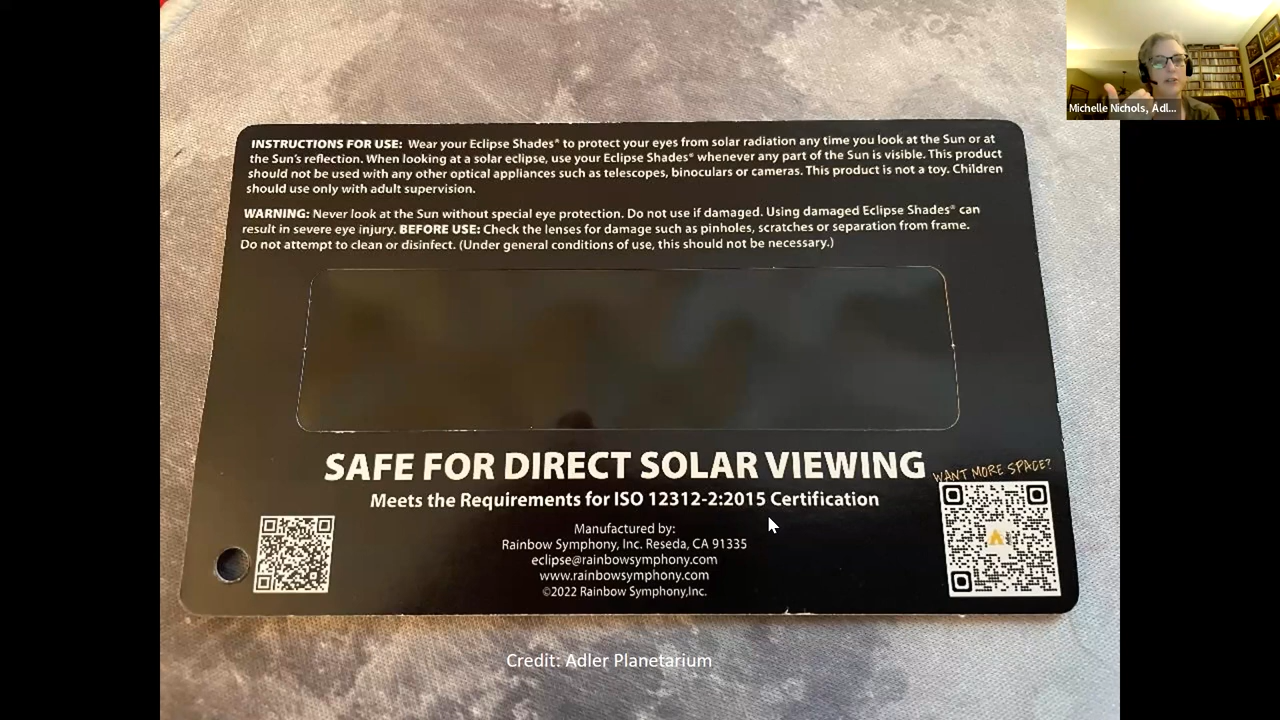 Michelle Nichols, Adl...
INSTRUCTIONS FOR USE: Wear your Eclipse Shades® to protect your eyes from solar radiation any time you look at the Sun or at
the Sun's reflection. When looking at a solar eclipse, use your Eclipse Shades® whenever any part of the Sun is visible. This product
should not be used with any other optical appliances such as telescopes, binoculars or cameras. This product is not a toy. Children
should use only with adult supervision.
WARNING: Never look at the Sun without special eye protection. Do not use if damaged. Using damaged Eclipse Shades® can
result in severe eye injury. BEFORE USE: Check the lenses for damage such as pinholes, scratches or separation from frame.
Do not attempt to clean or disinfect. (Under general conditions of use, this should not be necessary.)
SAFE FOR DIRECT SOLAR VIEWING
WANT MORE SPACE?
Meets the Requirements for ISO 12312-2:2015 Certification
Manufactured by:
Rainbow Symphony, Inc. Reseda, CA 91335
eclipse@rainbowsymphony.com
www.rainbowsymphony.com
©2022 Rainbow Symphony,Inc.
Credit: Adler Planetarium